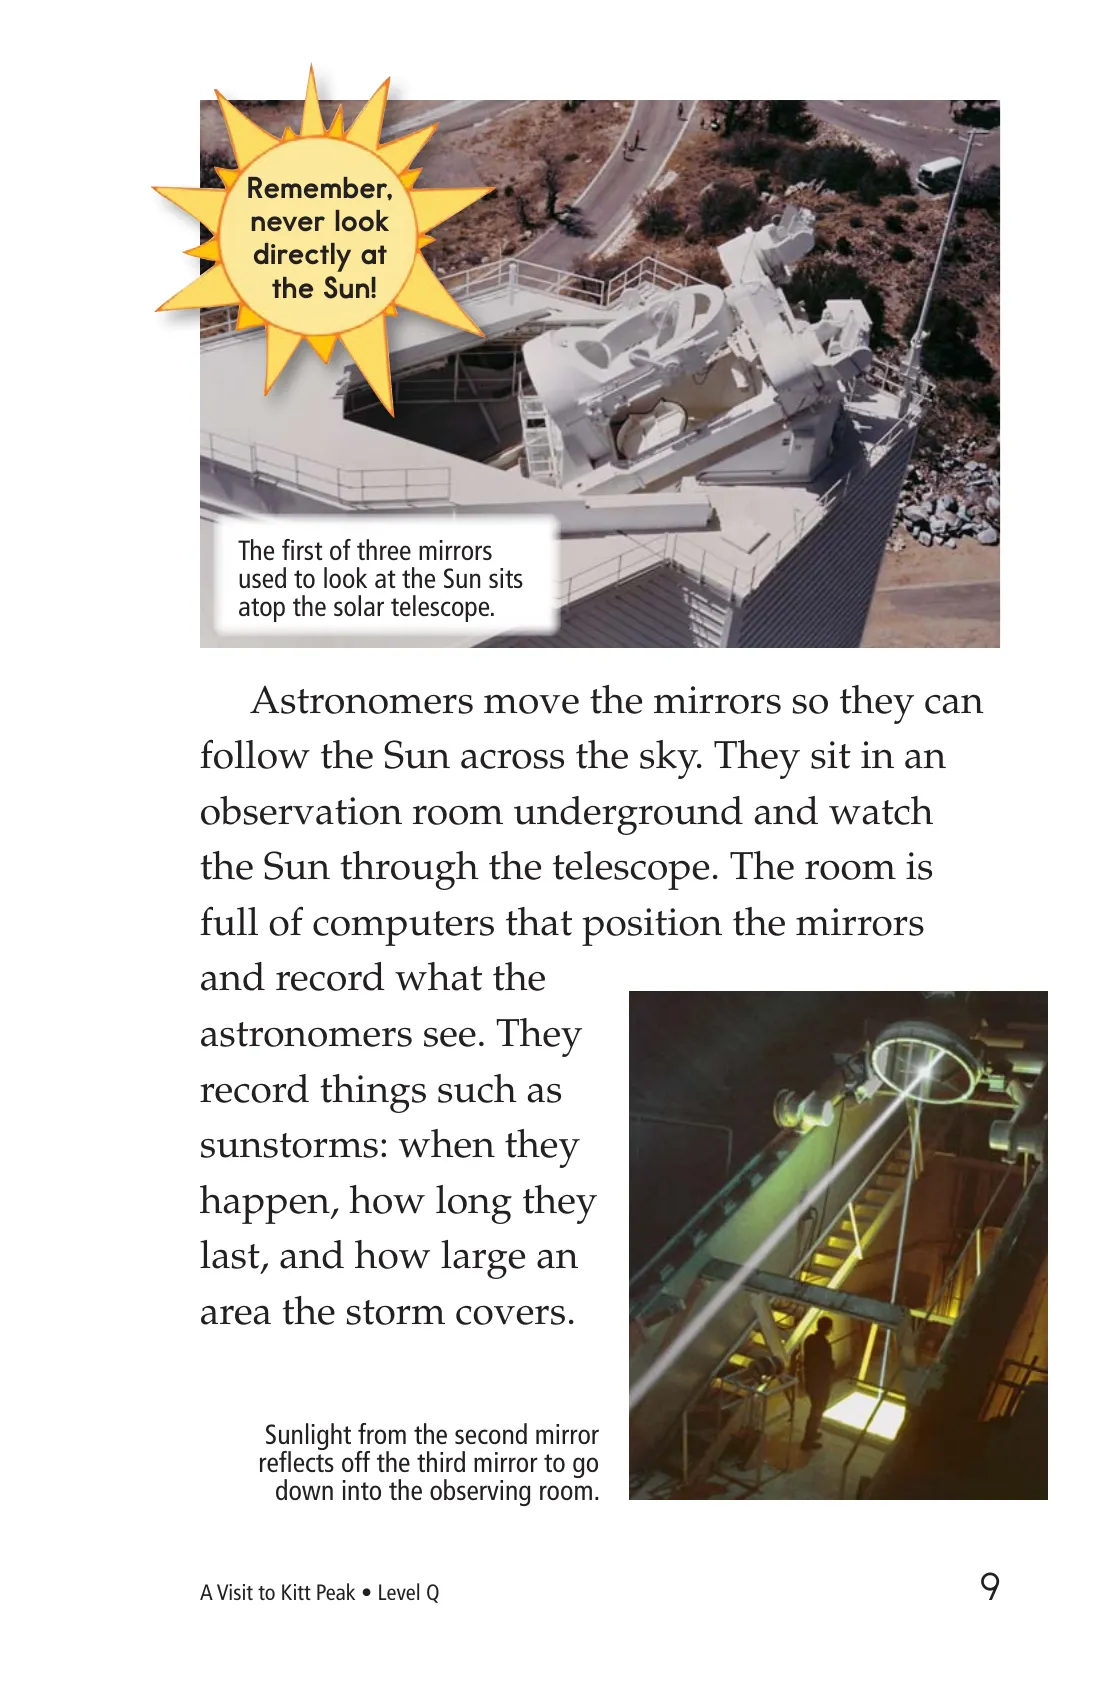 Remember,
never look
directly at
the Sun!
The first of three mirrors
used to look at the Sun sits
atop the solar telescope.
Astronomers move the mirrors so they can
follow the Sun across the sky. They sit in an
observation room underground and watch
the Sun through the telescope. The room is
full of computers that position the mirrors
and record what the
astronomers see. They
record things such as
sunstorms: when they
happen, how long they
last, and how large an
area the storm covers.
Sunlight from the second mirror
reflects off the third mirror to go
down into the observing room.
A Visit to Kitt Peak • Level Q
9